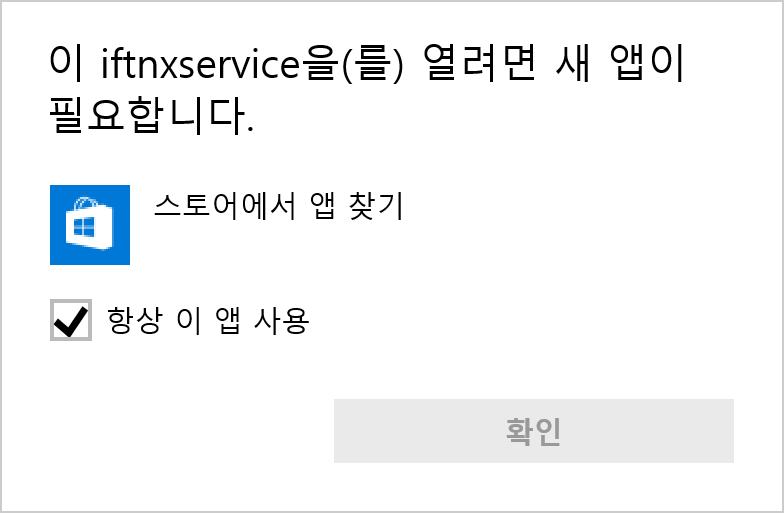 이 iftnxservice을(를) 열려면 새 앱이
필요합니다.
스토어에서 앱 찾기
항상 이 앱 사용
확인